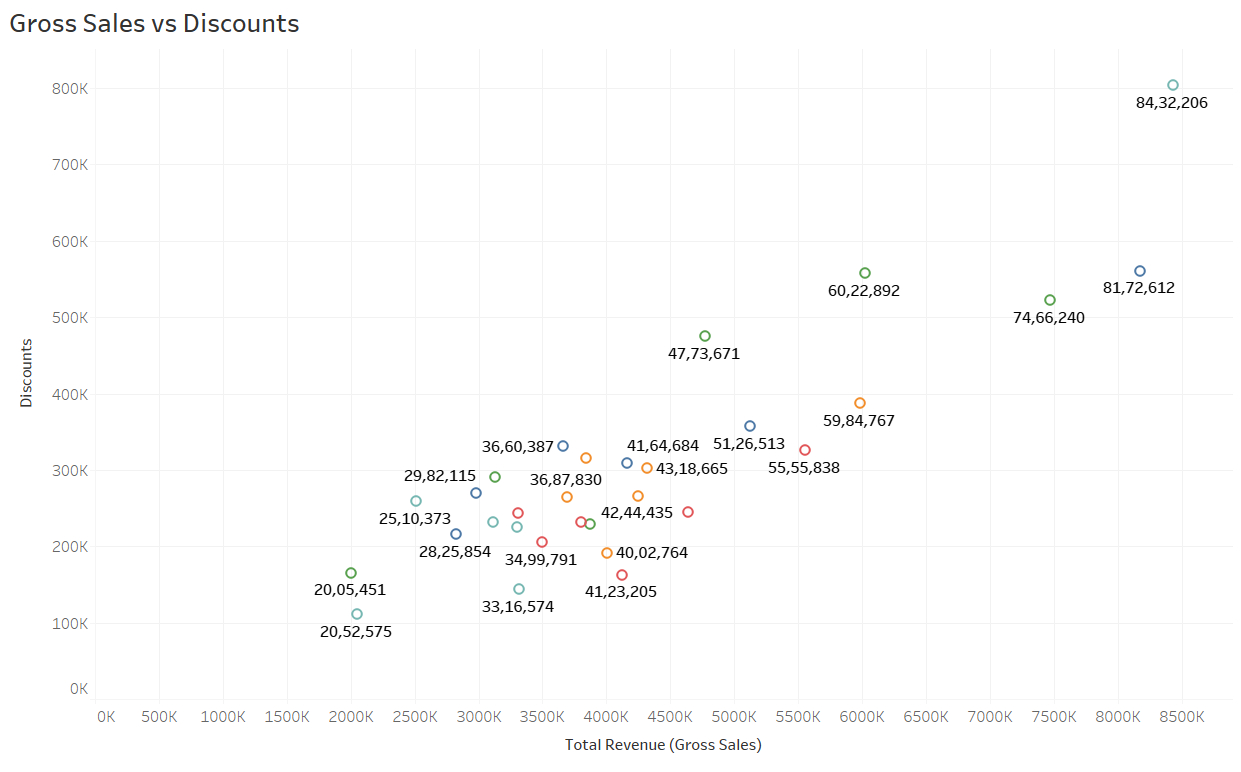 Gross Sales vs Discounts
800K
84,32,206
700K
600K
60,22,892
81,72,612
500K
74,66,240
47,73,671
400K
59,84,767
36,60,387
41,64,684
51,26,513
300K
29,82,115
36,87,830
43,18,665
55,55,838
25,10,373
42,44,435
200K
28,25,854
34,99,791
40,02,764
20,05,451
33,16,574
41,23,205
100K
20,52,575
0K
0K 500K 1000K 1500K 2000K 2500K 3000K 3500K 4000K 4500K 5000K 5500K 6000K 6500K 7000K 7500K 8000K 8500K
Total Revenue (Gross Sales)
Discounts